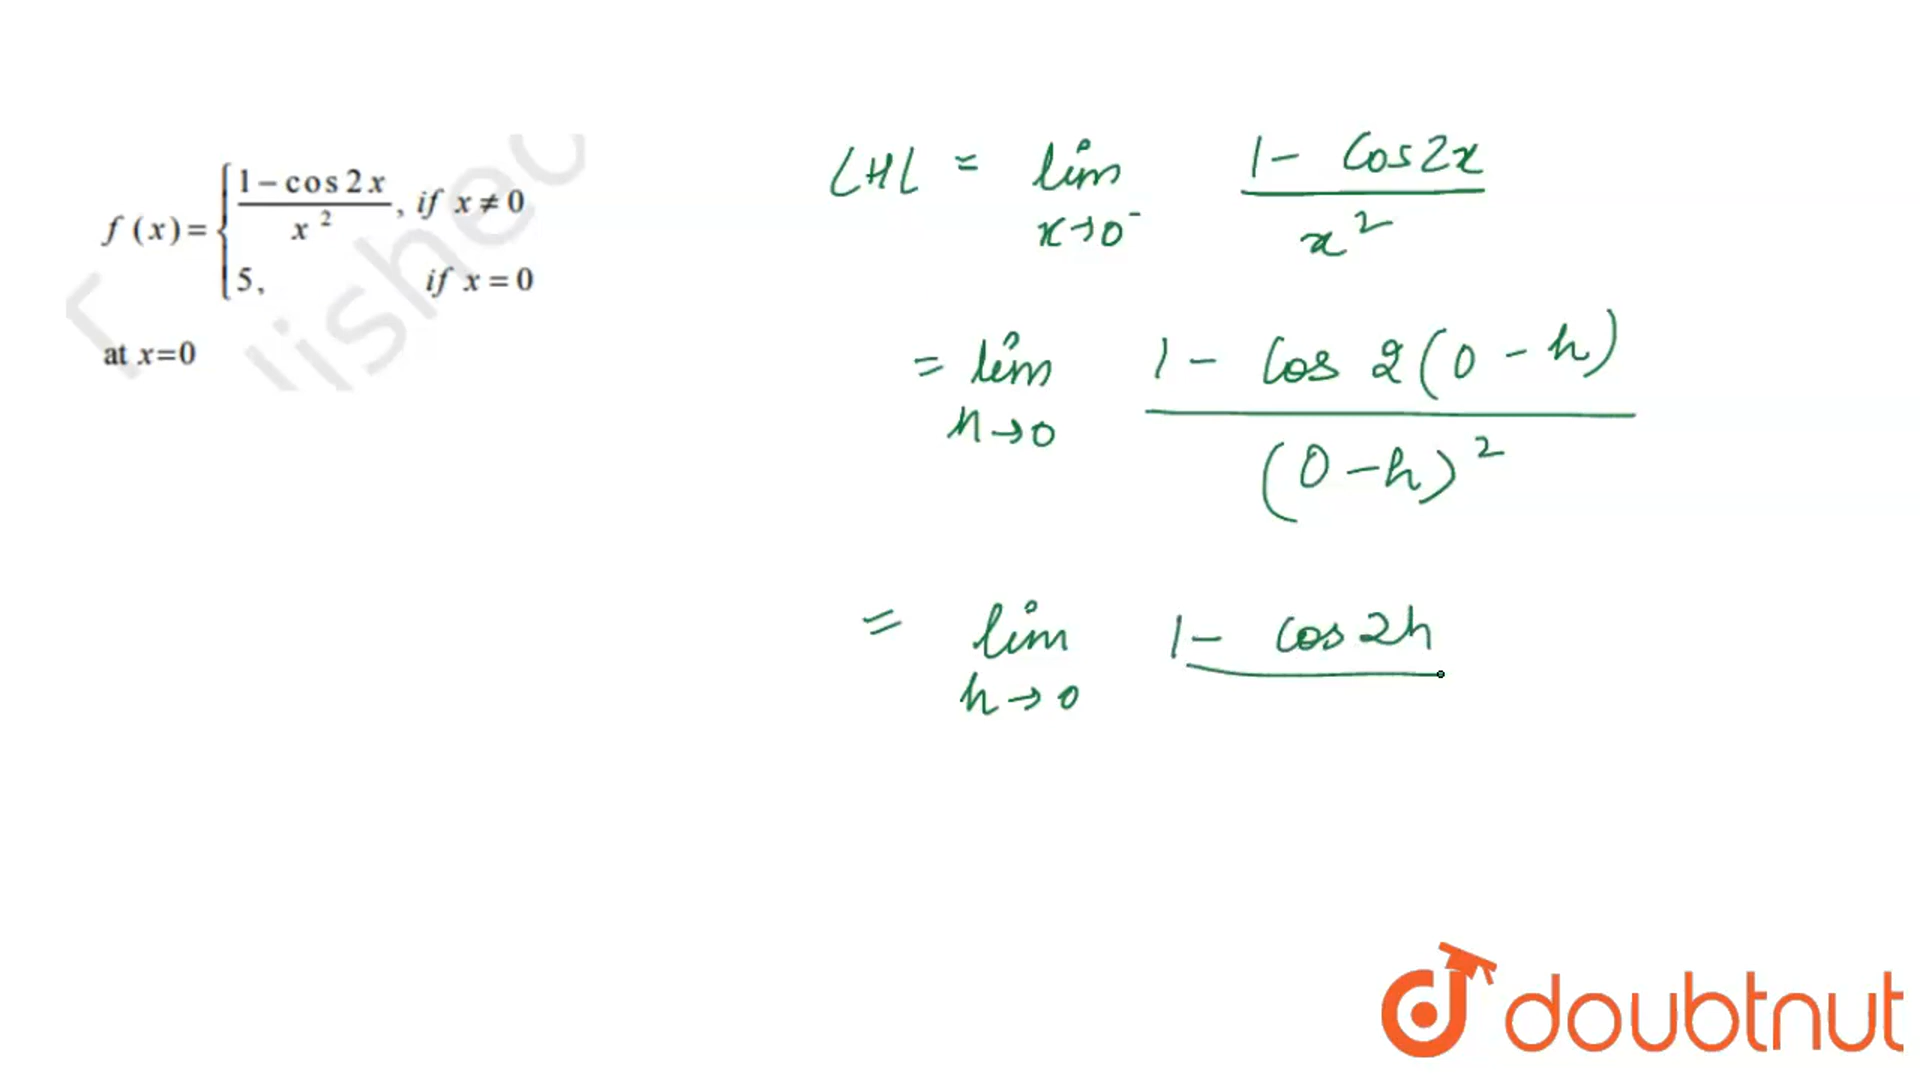 f (x) = { 1 − cos 2x / x², if x ≠ 0
5, if x = 0
at x=0
LHL = lim x→0⁻ 1 - Cos2x / x²
= lim h→0 1 - Cos 2(0 - h) / (0 - h)²
= lim h→0 1 - Cos2h
lished
doubtnut